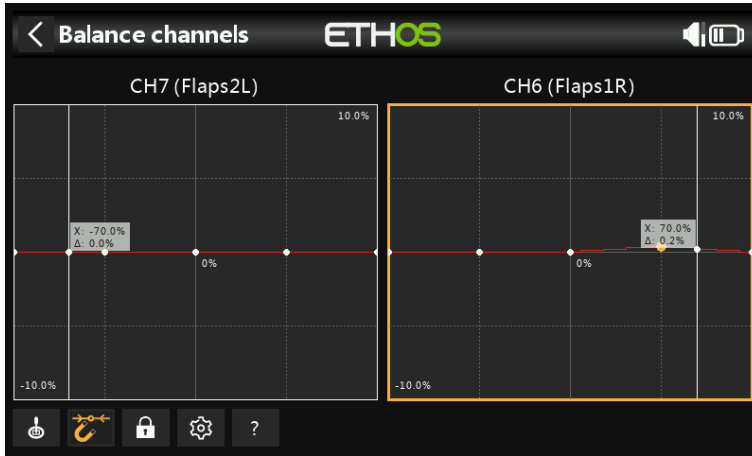 Balance channels
ETHOS
CH7 (Flaps2L)
CH6 (Flaps1R)
10.0%
X: -70.0%
Δ: 0.0%
0%
-10.0%
10.0%
X: 70.0%
Δ: 0.2%
0%
-10.0%
?